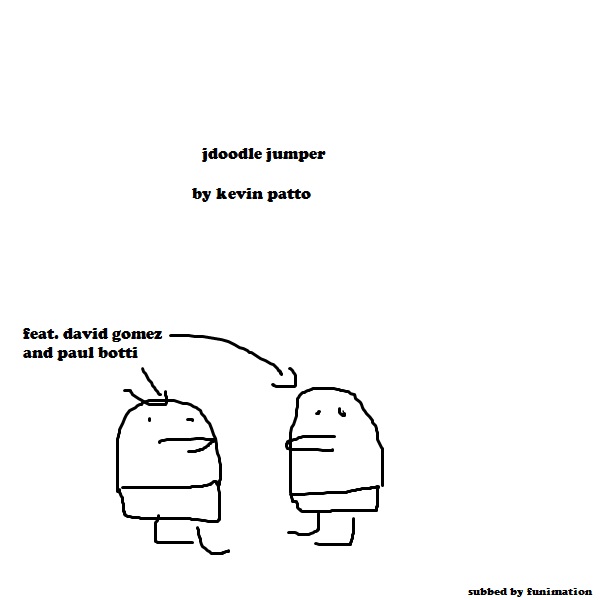 jdoodle jumper
by kevin patto
feat. david gomez
and paul botti
subbed by funimation